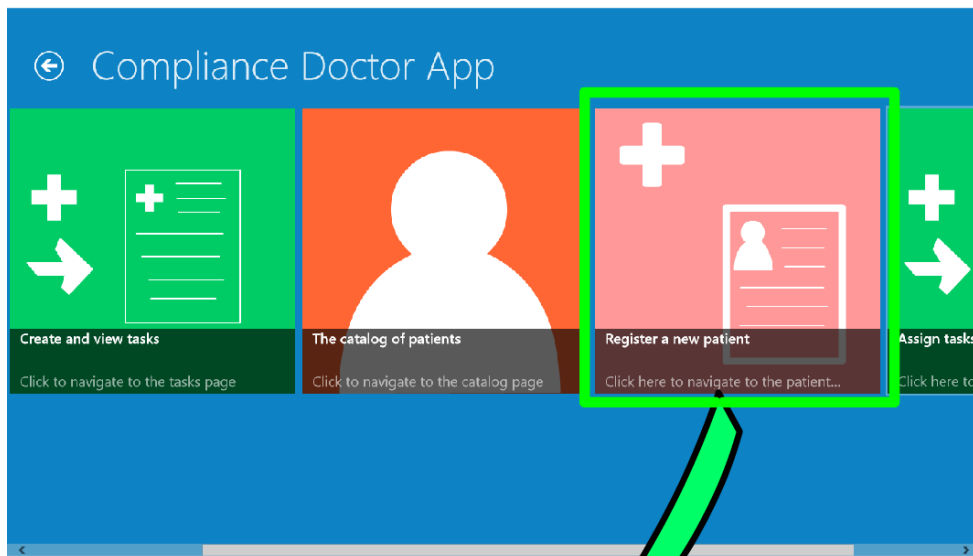 Compliance Doctor App
Create and view tasks
Click to navigate to the tasks page
The catalog of patients
Click to navigate to the catalog page
Register a new patient
Click here to navigate to the patient...
Assign tasks
Click here to